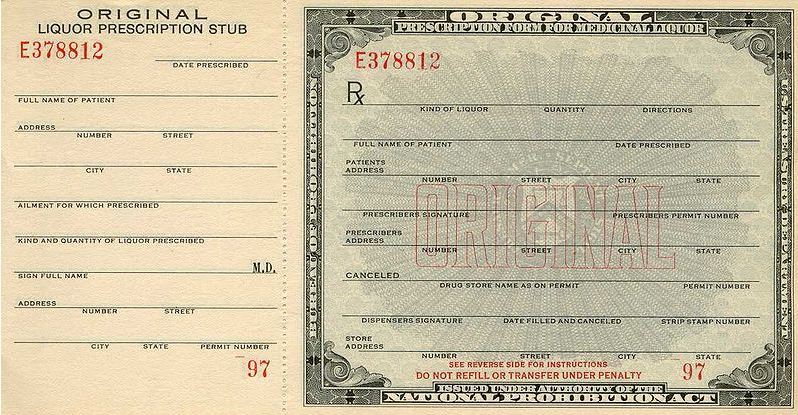 ORIGINAL
LIQUOR PRESCRIPTION STUB
E378812
DATE PRESCRIBED
FULL NAME OF PATIENT
ADDRESS
NUMBER STREET
CITY STATE
AILMENT FOR WHICH PRESCRIBED
KIND AND QUANTITY OF LIQUOR PRESCRIBED
M.D.
SIGN FULL NAME
ADDRESS
NUMBER STREET
CITY STATE PERMIT NUMBER
97
ORIGINAL
PRESCRIPTION FORM FOR MEDICINAL LIQUOR
E378812
Rx
KIND OF LIQUOR QUANTITY DIRECTIONS
FULL NAME OF PATIENT DATE PRESCRIBED
PATIENTS
ADDRESS
NUMBER STREET CITY STATE
ORIGINAL
PRESCRIBERS SIGNATURE PRESCRIBERS PERMIT NUMBER
PRESCRIBERS
ADDRESS
NUMBER STREET CITY STATE
CANCELED
DRUG STORE NAME AS ON PERMIT PERMIT NUMBER
DISPENSERS SIGNATURE DATE FILLED AND CANCELED STRIP STAMP NUMBER
STORE
ADDRESS
NUMBER STREET CITY STATE
SEE REVERSE SIDE FOR INSTRUCTIONS
DO NOT REFILL OR TRANSFER UNDER PENALTY
97
ISSUED UNDER AUTHORITY OF THE
NATIONAL PROHIBITION ACT